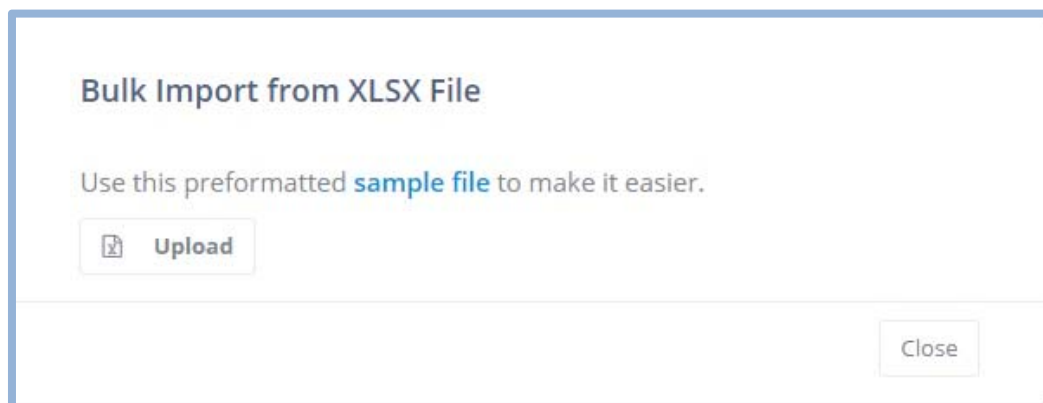 Bulk Import from XLSX File
Use this preformatted sample file to make it easier.
Upload
Close